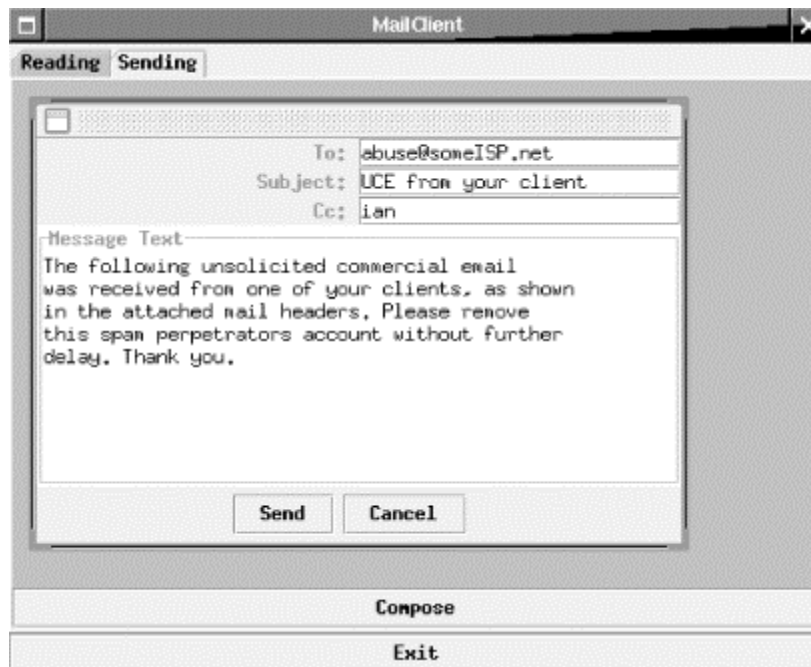 MailClient
Reading Sending
To: abuse@someISP.net
Subject: UCE from your client
Cc: ian
Message Text
The following unsolicited commercial email
was received from one of your clients, as shown
in the attached mail headers. Please remove
this spam perpetrators account without further
delay. Thank you.
Send Cancel
Compose
Exit